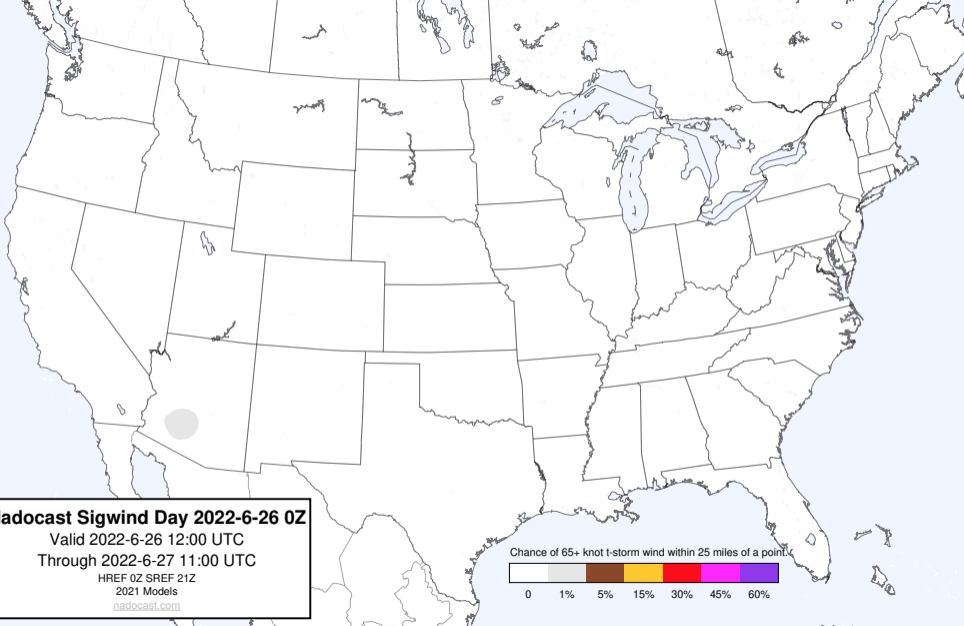 adocast Sigwind Day 2022-6-26 0Z
Valid 2022-6-26 12:00 UTC
Through 2022-6-27 11:00 UTC
HREF 0Z SREF 21Z
2021 Models
nadocast.com
Chance of 65+ knot t-storm wind within 25 miles of a point.
0 1% 5% 15% 30% 45% 60%